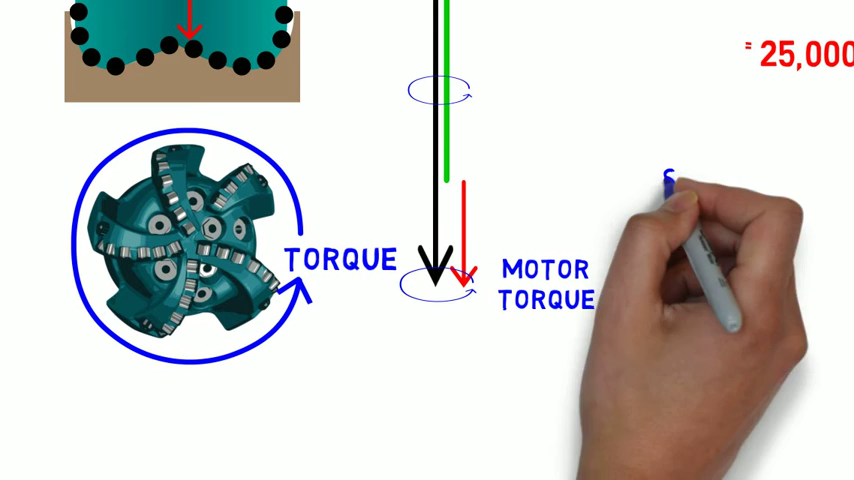 = 25,000
S
TORQUE
MOTOR
TORQUE